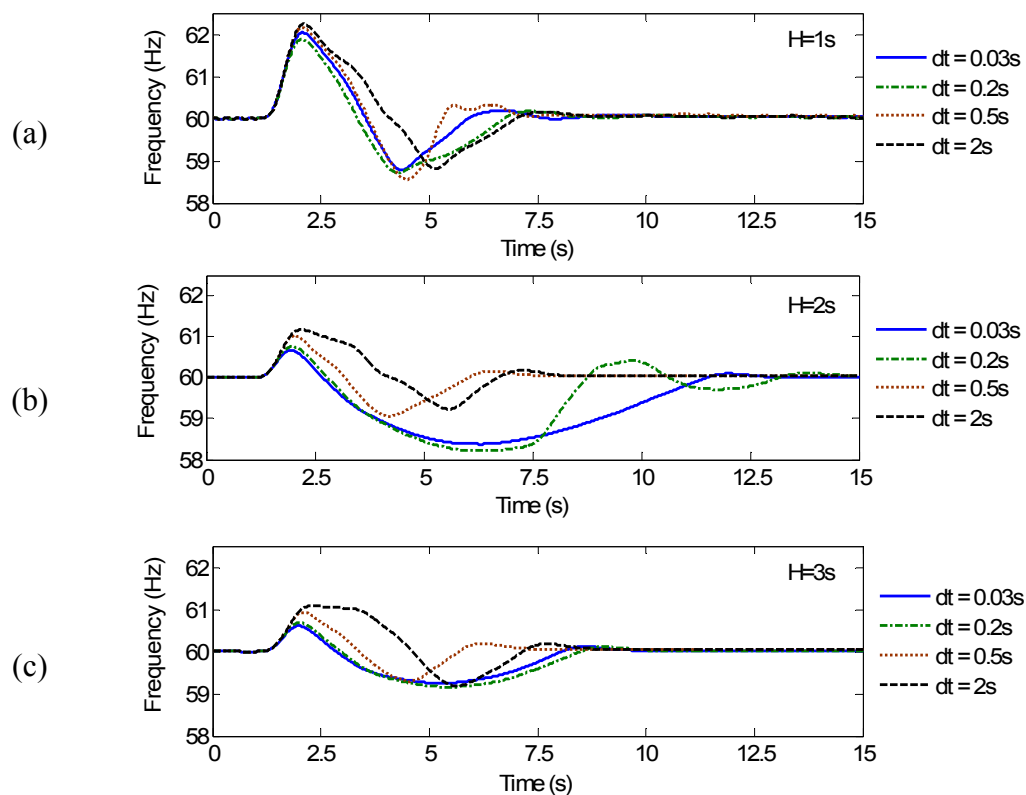 (a)
Frequency (Hz)
62
61
60
59
58
0
2.5
5
7.5
10
12.5
15
Time (s)
H=1s
dt = 0.03s
dt = 0.2s
dt = 0.5s
dt = 2s
(b)
Frequency (Hz)
62
61
60
59
58
0
2.5
5
7.5
10
12.5
15
Time (s)
H=2s
dt = 0.03s
dt = 0.2s
dt = 0.5s
dt = 2s
(c)
Frequency (Hz)
62
61
60
59
58
0
2.5
5
7.5
10
12.5
15
Time (s)
H=3s
dt = 0.03s
dt = 0.2s
dt = 0.5s
dt = 2s